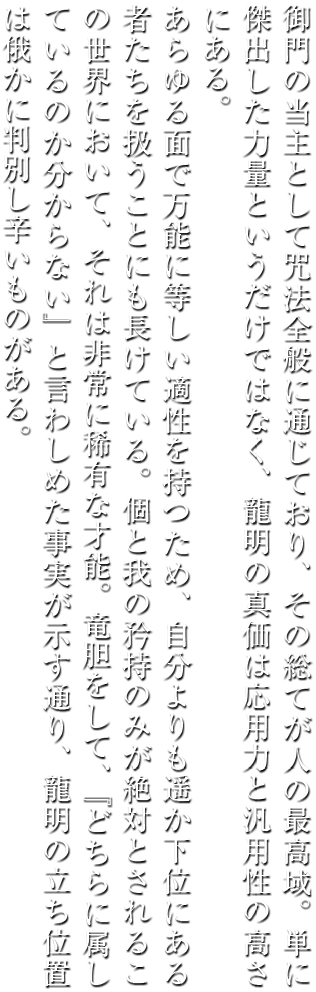 御門の当主として咒法全般に通じており、その総てが人の最高域。単に
傑出した力量というだけではなく、龍明の真価は応用力と汎用性の高さ
にある。
あらゆる面で万能に等しい適性を持つため、自分よりも遥か下位にある
者たちを扱うことにも長けている。個と我の矜持のみが絶対とされるこ
の世界において、それは非常に稀有な才能。竜胆をして、『どちらに属し
ているのか分からない』と言わしめた事実が示す通り、龍明の立ち位置
は俄かに判別し辛いものがある。